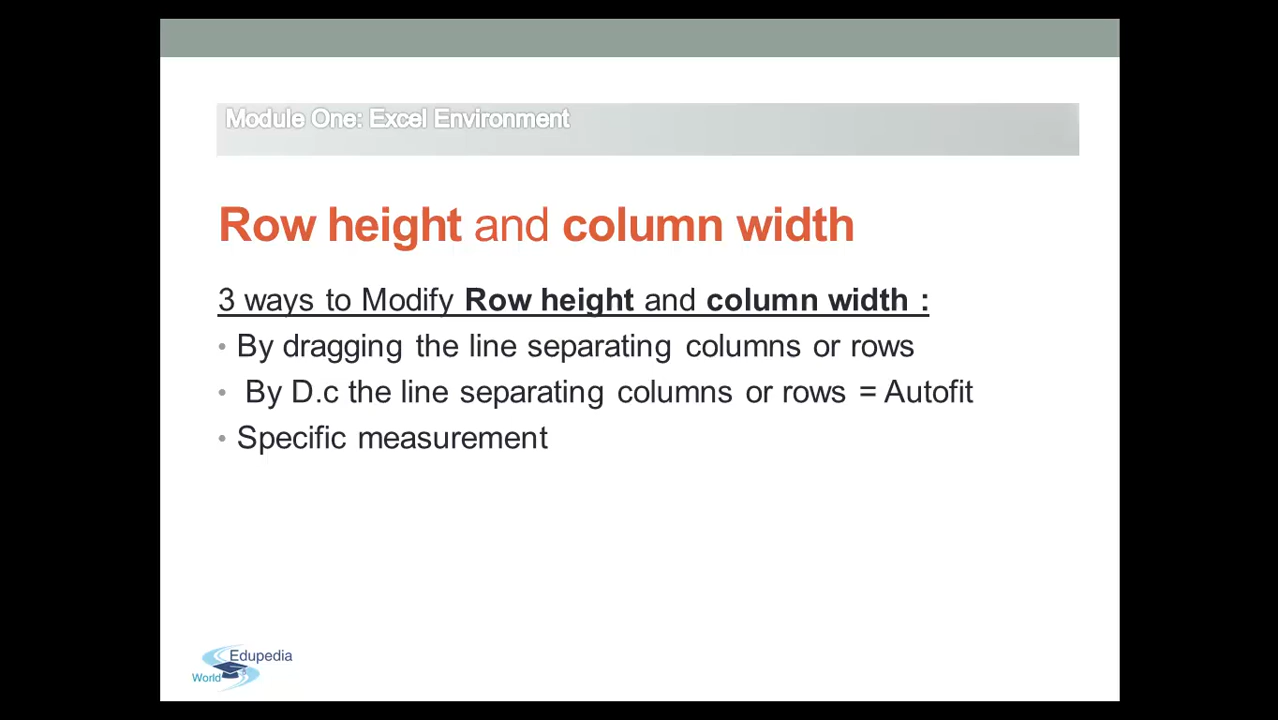 Module One: Excel Environment
Row height and column width
3 ways to Modify Row height and column width :
• By dragging the line separating columns or rows
• By D.c the line separating columns or rows = Autofit
• Specific measurement
Edupedia
World